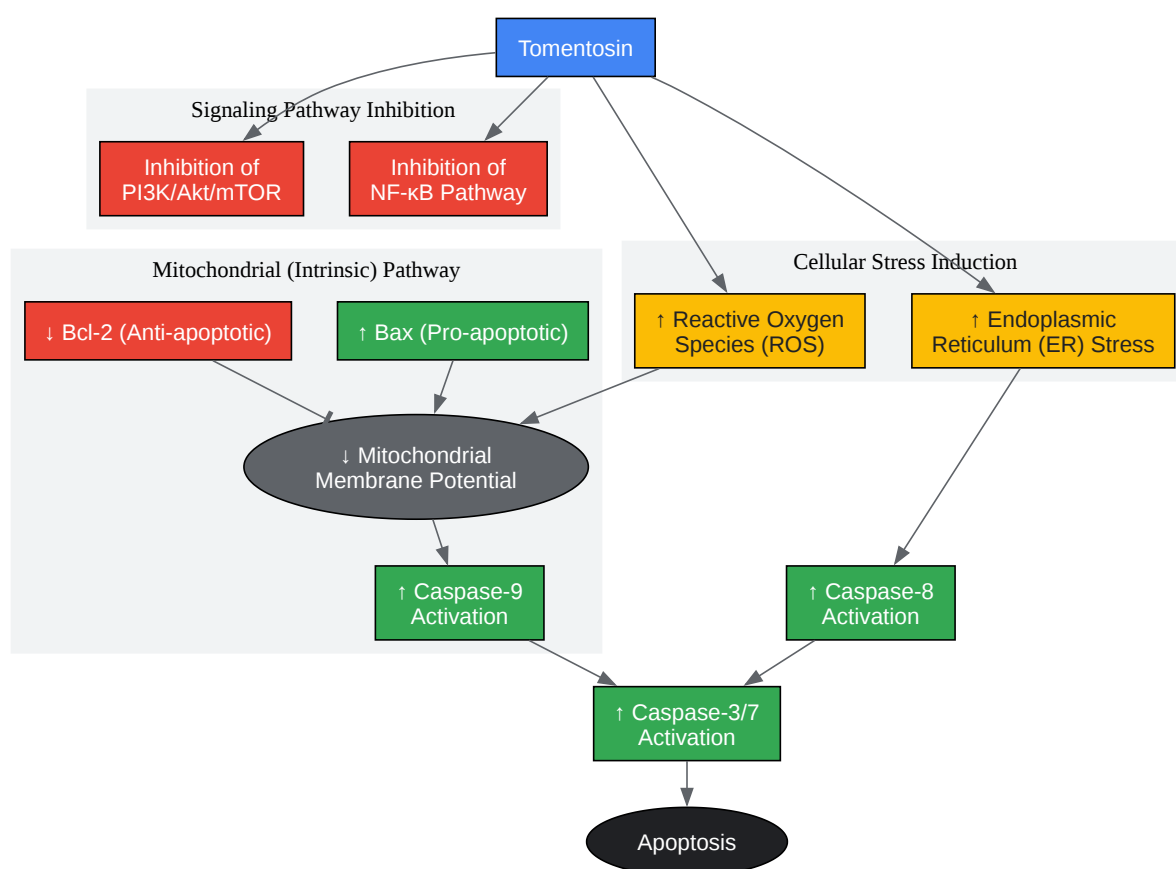 Tomentosin
Signaling Pathway Inhibition
Inhibition of
PI3K/Akt/mTOR
Inhibition of
NF-κB Pathway
Mitochondrial (Intrinsic) Pathway
Cellular Stress Induction
↓ Bcl-2 (Anti-apoptotic)
↑ Bax (Pro-apoptotic)
↑ Reactive Oxygen
Species (ROS)
↑ Endoplasmic
Reticulum (ER) Stress
↓ Mitochondrial
Membrane Potential
↑ Caspase-9
Activation
↑ Caspase-8
Activation
↑ Caspase-3/7
Activation
Apoptosis